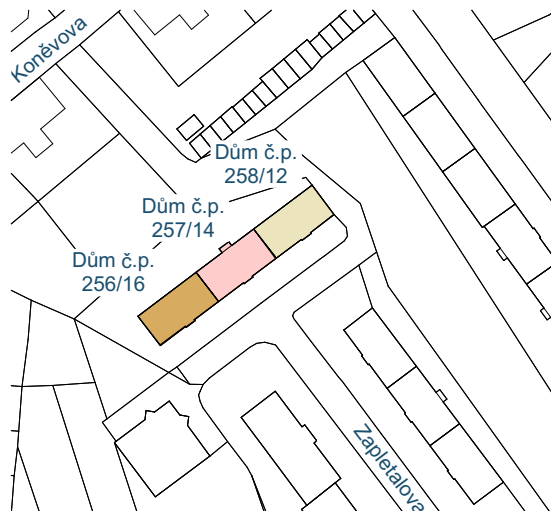 Koněvova
Dům č.p.
258/12
Dům č.p.
257/14
Dům č.p.
256/16
Zapletalova